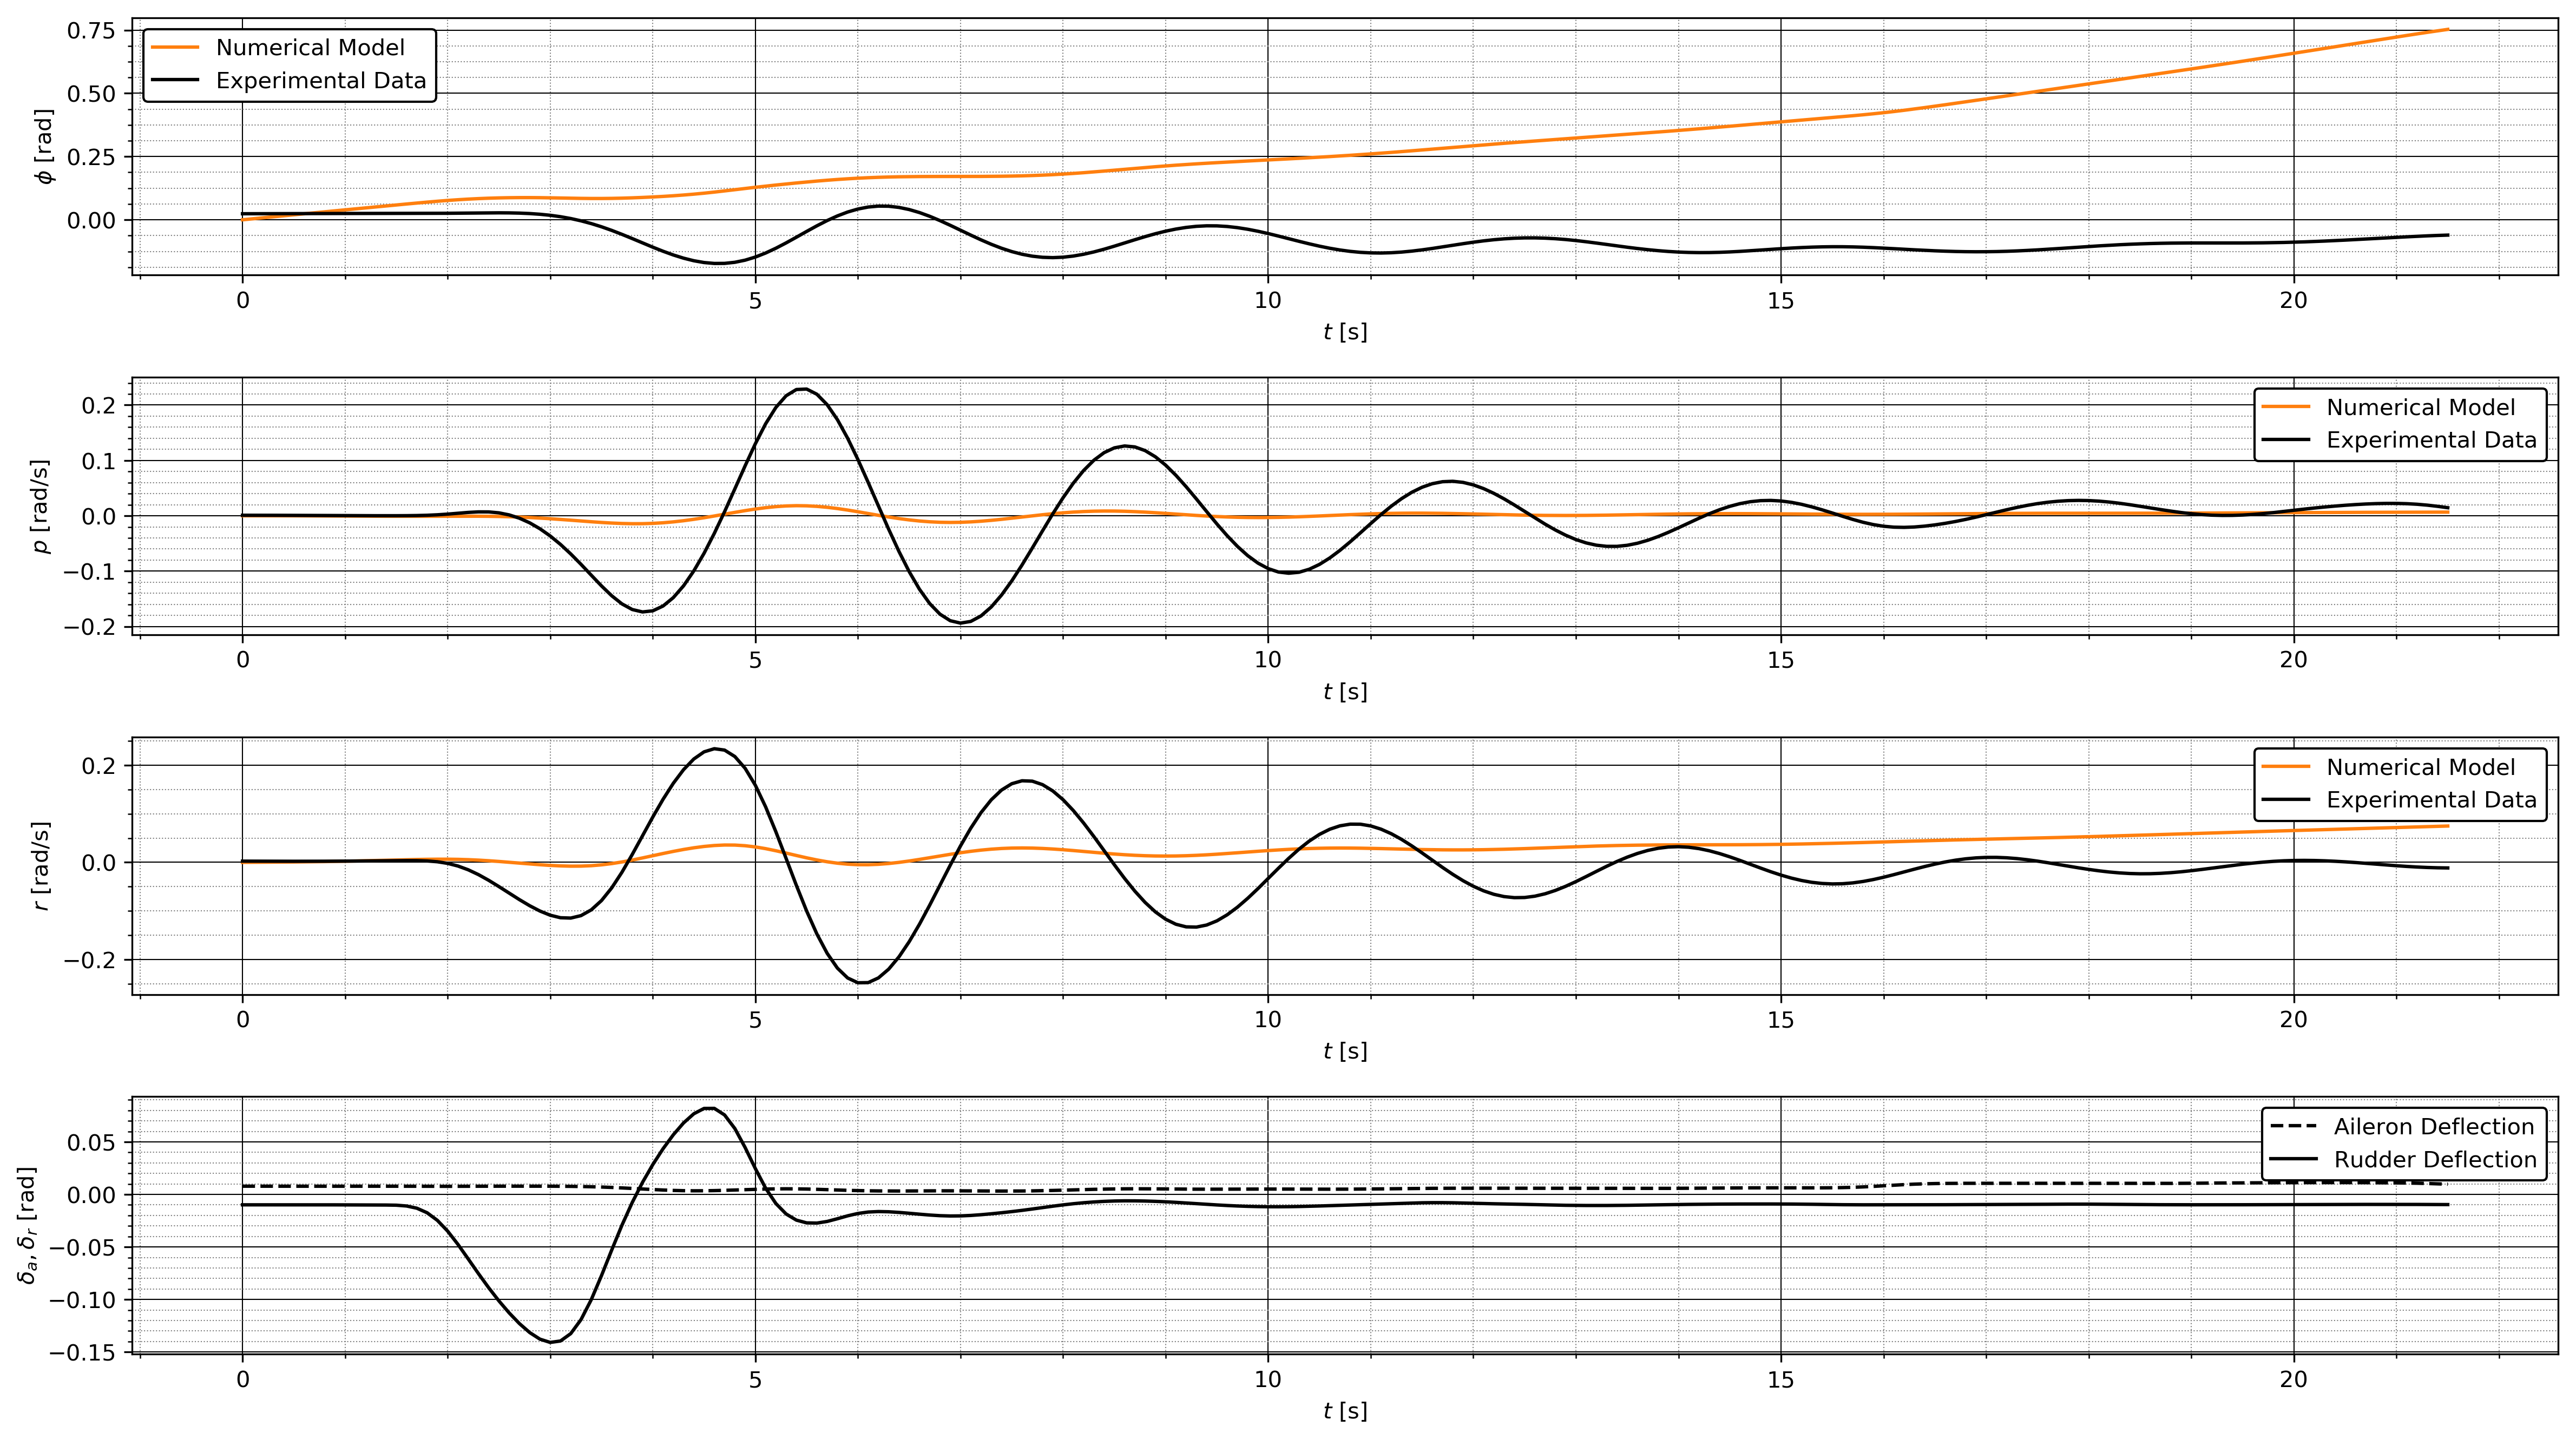 0.75
0.50
0.25
0.00
ϕ [rad]
Numerical Model
Experimental Data
0 5 10 15 20
t [s]
0.2
0.1
0.0
−0.1
−0.2
p [rad/s]
Numerical Model
Experimental Data
0 5 10 15 20
t [s]
0.2
0.0
−0.2
r [rad/s]
Numerical Model
Experimental Data
0 5 10 15 20
t [s]
0.05
0.00
−0.05
−0.10
−0.15
δa, δr [rad]
Aileron Deflection
Rudder Deflection
0 5 10 15 20
t [s]